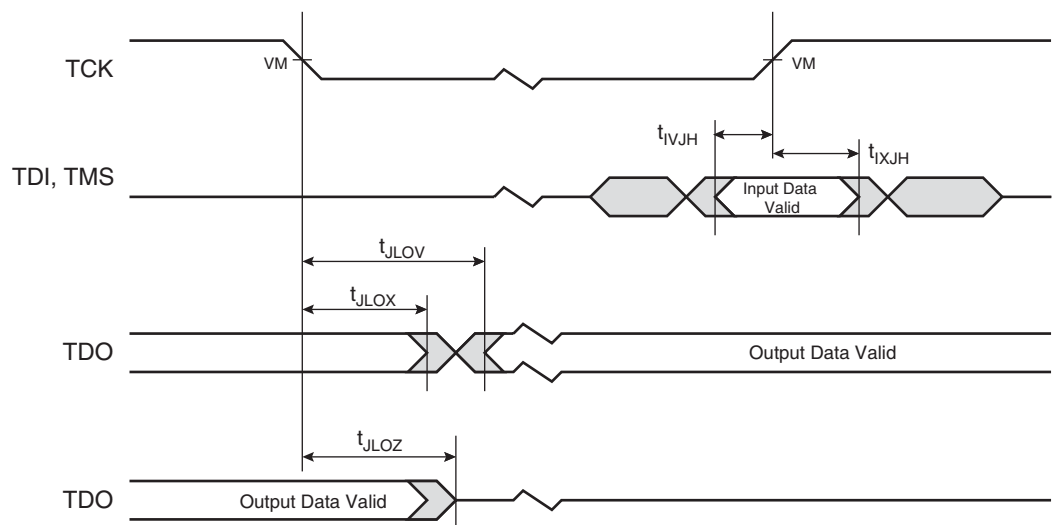 TCK
VM
VM
tIVJH
tIXJH
TDI, TMS
Input Data
Valid
tJLOV
tJLOX
TDO
Output Data Valid
tJLOZ
TDO
Output Data Valid